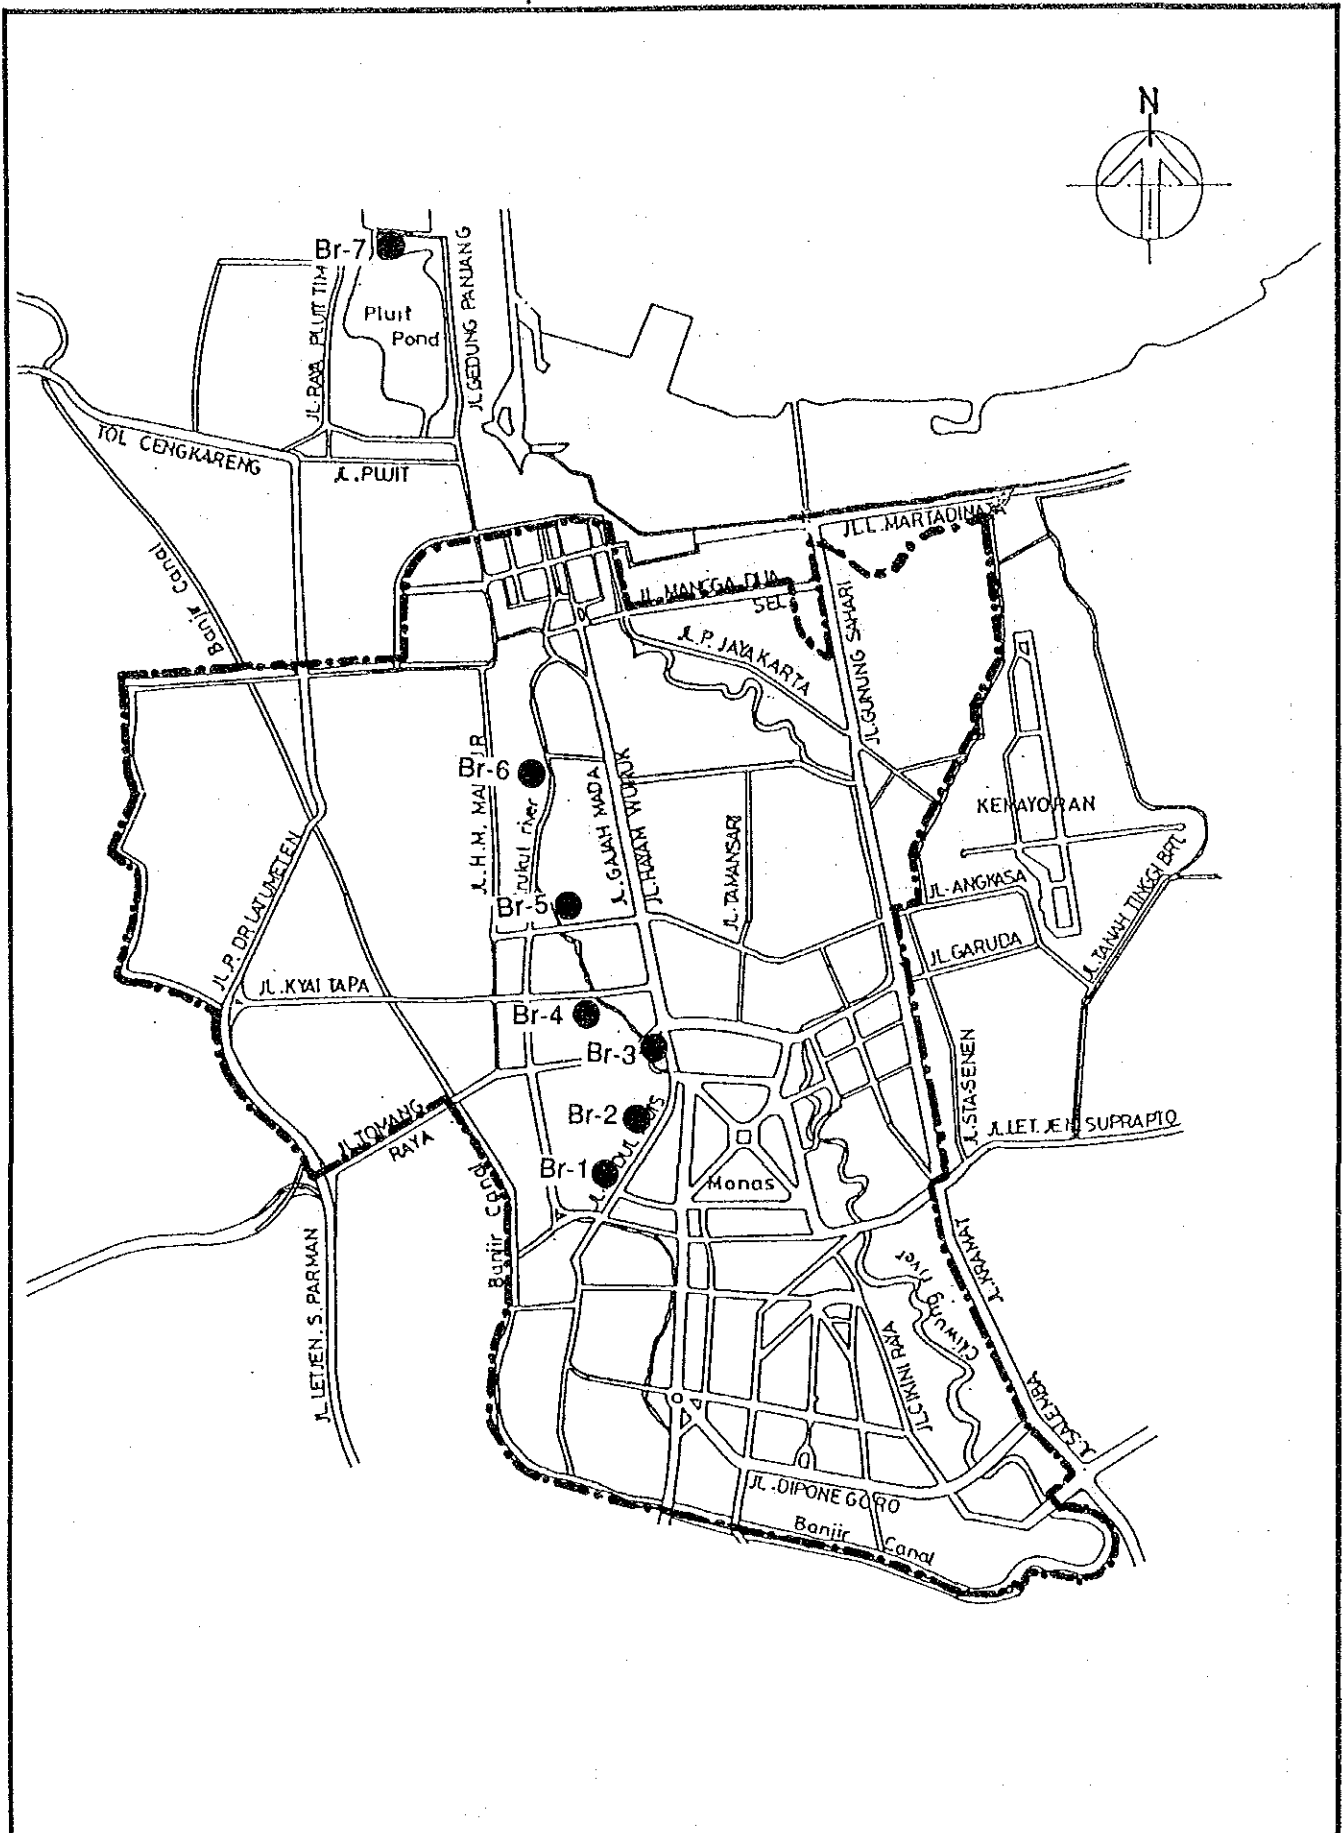 N
Br-7
JL.RAYA PLUIT TIM
Pluit
Pond
JL.GEDUNG PANJANG
TOL CENGKARENG
JL.PLUIT
Banjir Canal
JL.L.MARTADINATA
JL. MANGGA DUA
SEL
JL.P. JAYAKARTA
JL.GUNUNG SAHARI
Br-6
JL.H.M.
JL.GAJAH MADA
JL.HAYAM WURUK
river
KEMAYORAN
JL.TAMANSARI
JL.P. DR LATUMETEN
Br-5
JL.ANGKASA
JL.GARUDA
JL.TANAH TINGGI
JL.KYAI TAPA
Br-4
Br-3
JL.STA-SENEN
Br-2
JL.LET.JEN SUPRAPTO
JL.TOMANG
RAYA
Br-1
Monas
Banjir Canal
JL.LETJEN.S.PARMAN
JL.KRAMAT
Ciliwung river
JL.CIKINI RAYA
JL.SALEMBA
JL.DIPONEGORO
Banjir Canal